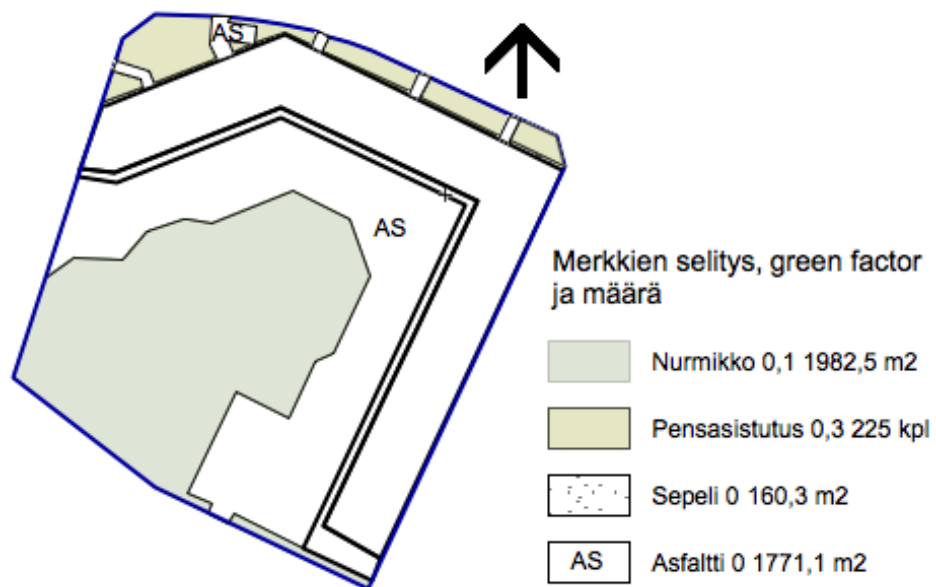 AS
AS
Merkkien selitys, green factor
ja määrä
Nurmikko 0,1 1982,5 m2
Pensasistutus 0,3 225 kpl
Sepeli 0 160,3 m2
AS Asfaltti 0 1771,1 m2